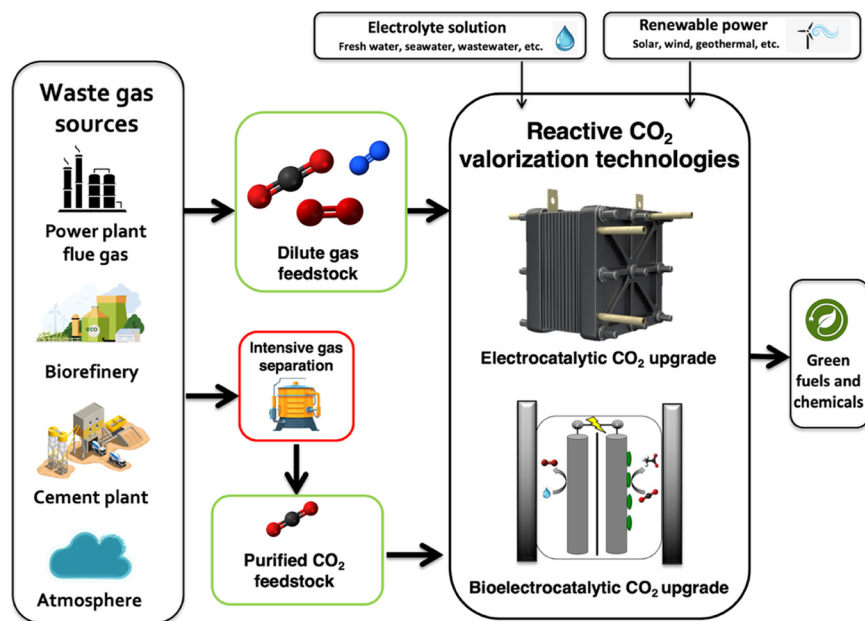 Electrolyte solution
Fresh water, seawater, wastewater, etc.
Renewable power
Solar, wind, geothermal, etc.
Waste gas
sources
Power plant
flue gas
Biorefinery
ECO
Cement plant
Atmosphere
Dilute gas
feedstock
Intensive gas
separation
Purified CO₂
feedstock
Reactive CO₂
valorization technologies
Electrocatalytic CO₂ upgrade
Bioelectrocatalytic CO₂ upgrade
Green
fuels and
chemicals